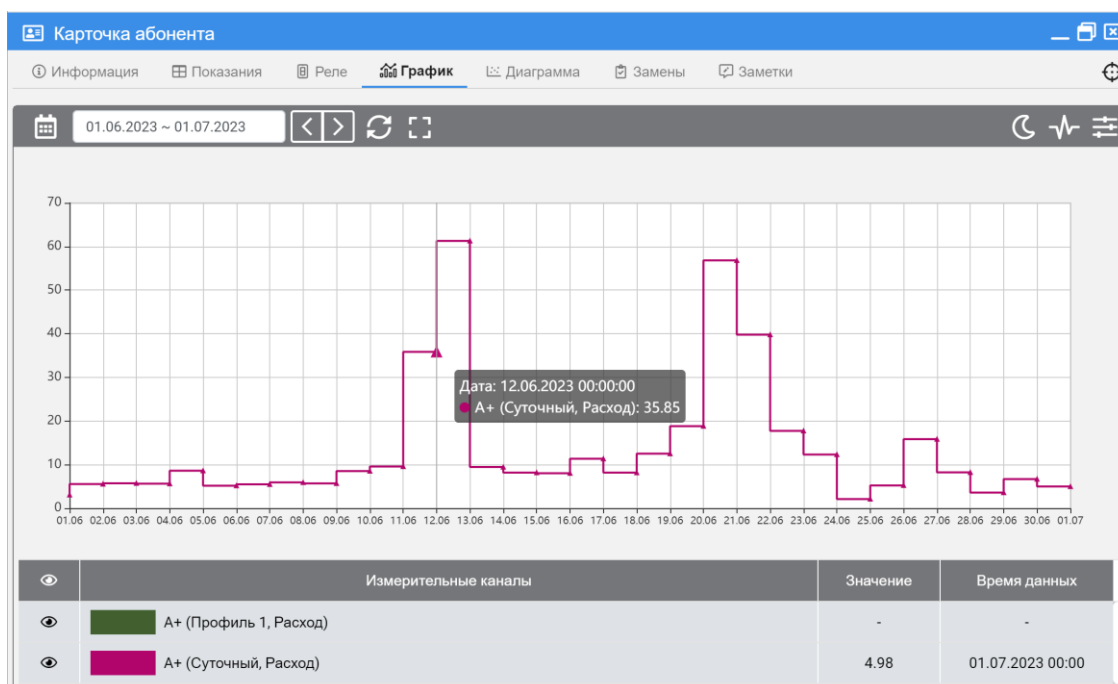 Карточка абонента
Информация Показания Реле График Диаграмма Замены Заметки
01.06.2023 ~ 01.07.2023
70
60
50
40
30
20
10
0
Дата: 12.06.2023 00:00:00
A+ (Суточный, Расход): 35.85
01.06 02.06 03.06 04.06 05.06 06.06 07.06 08.06 09.06 10.06 11.06 12.06 13.06 14.06 15.06 16.06 17.06 18.06 19.06 20.06 21.06 22.06 23.06 24.06 25.06 26.06 27.06 28.06 29.06 30.06 01.07
Измерительные каналы Значение Время данных
A+ (Профиль 1, Расход) - -
A+ (Суточный, Расход) 4.98 01.07.2023 00:00